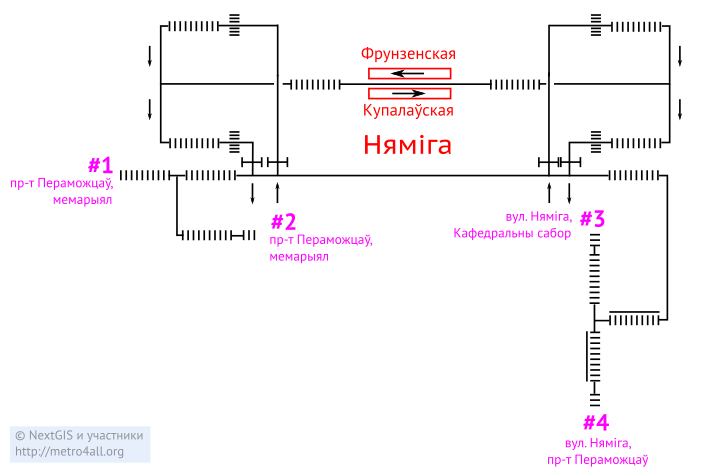 Фрунзенская
Купалаўская
Няміга
#1
пр-т Пераможцаў,
мемарыял
#2
пр-т Пераможцаў,
мемарыял
вул. Няміга,
Кафедральны сабор
#3
#4
вул. Няміга,
пр-т Пераможцаў
© NextGIS и участники
http://metro4all.org